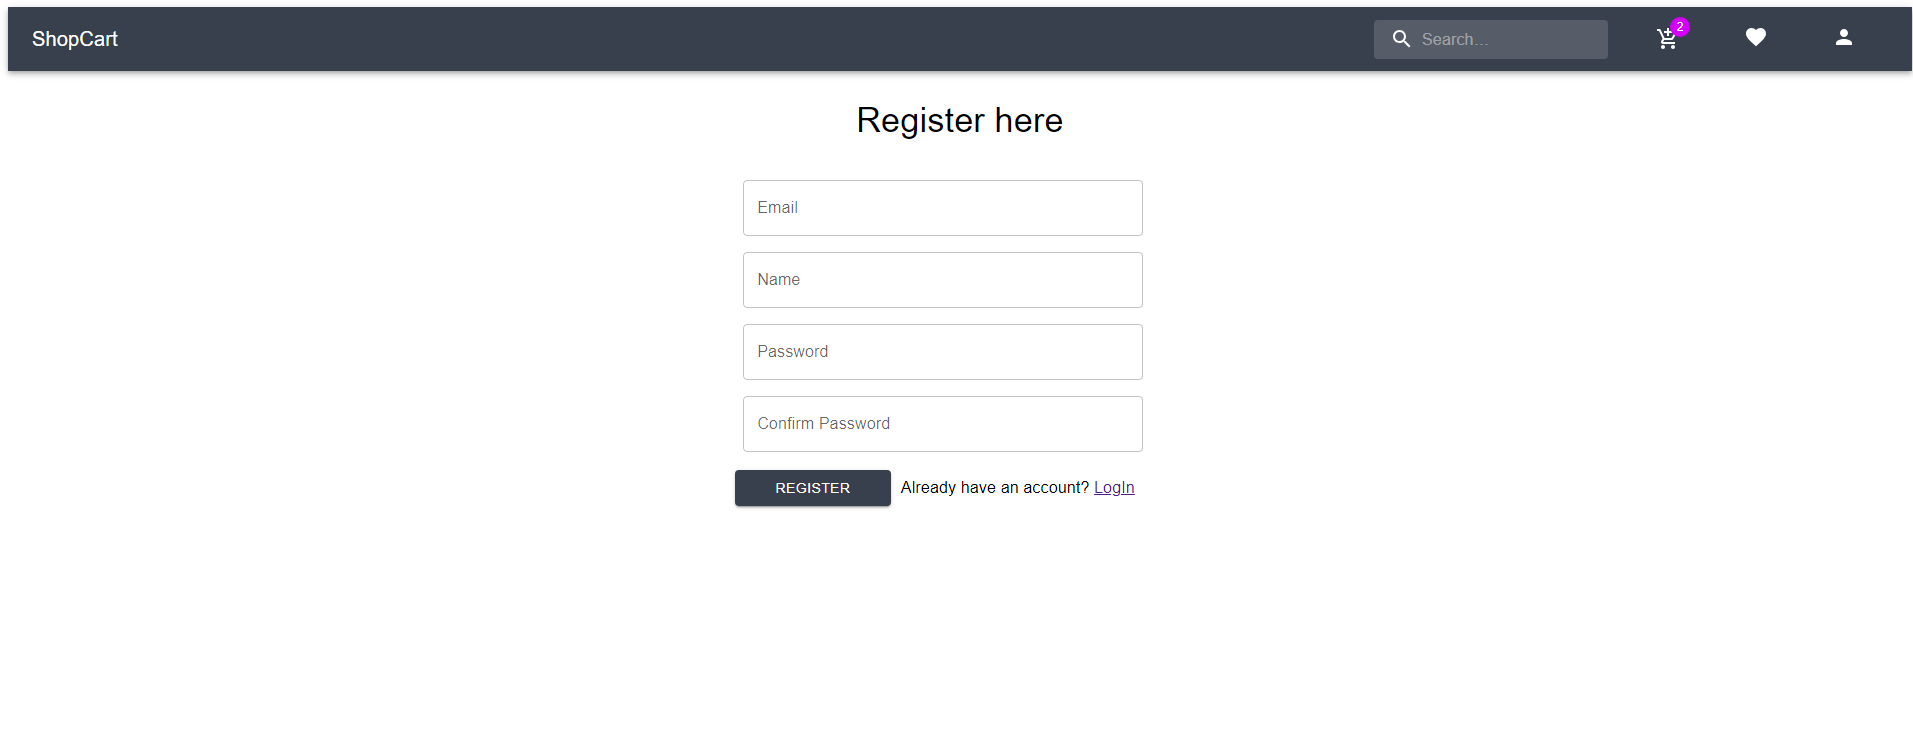 ShopCart
Search...
2
Register here
Email
Name
Password
Confirm Password
REGISTER Already have an account? LogIn